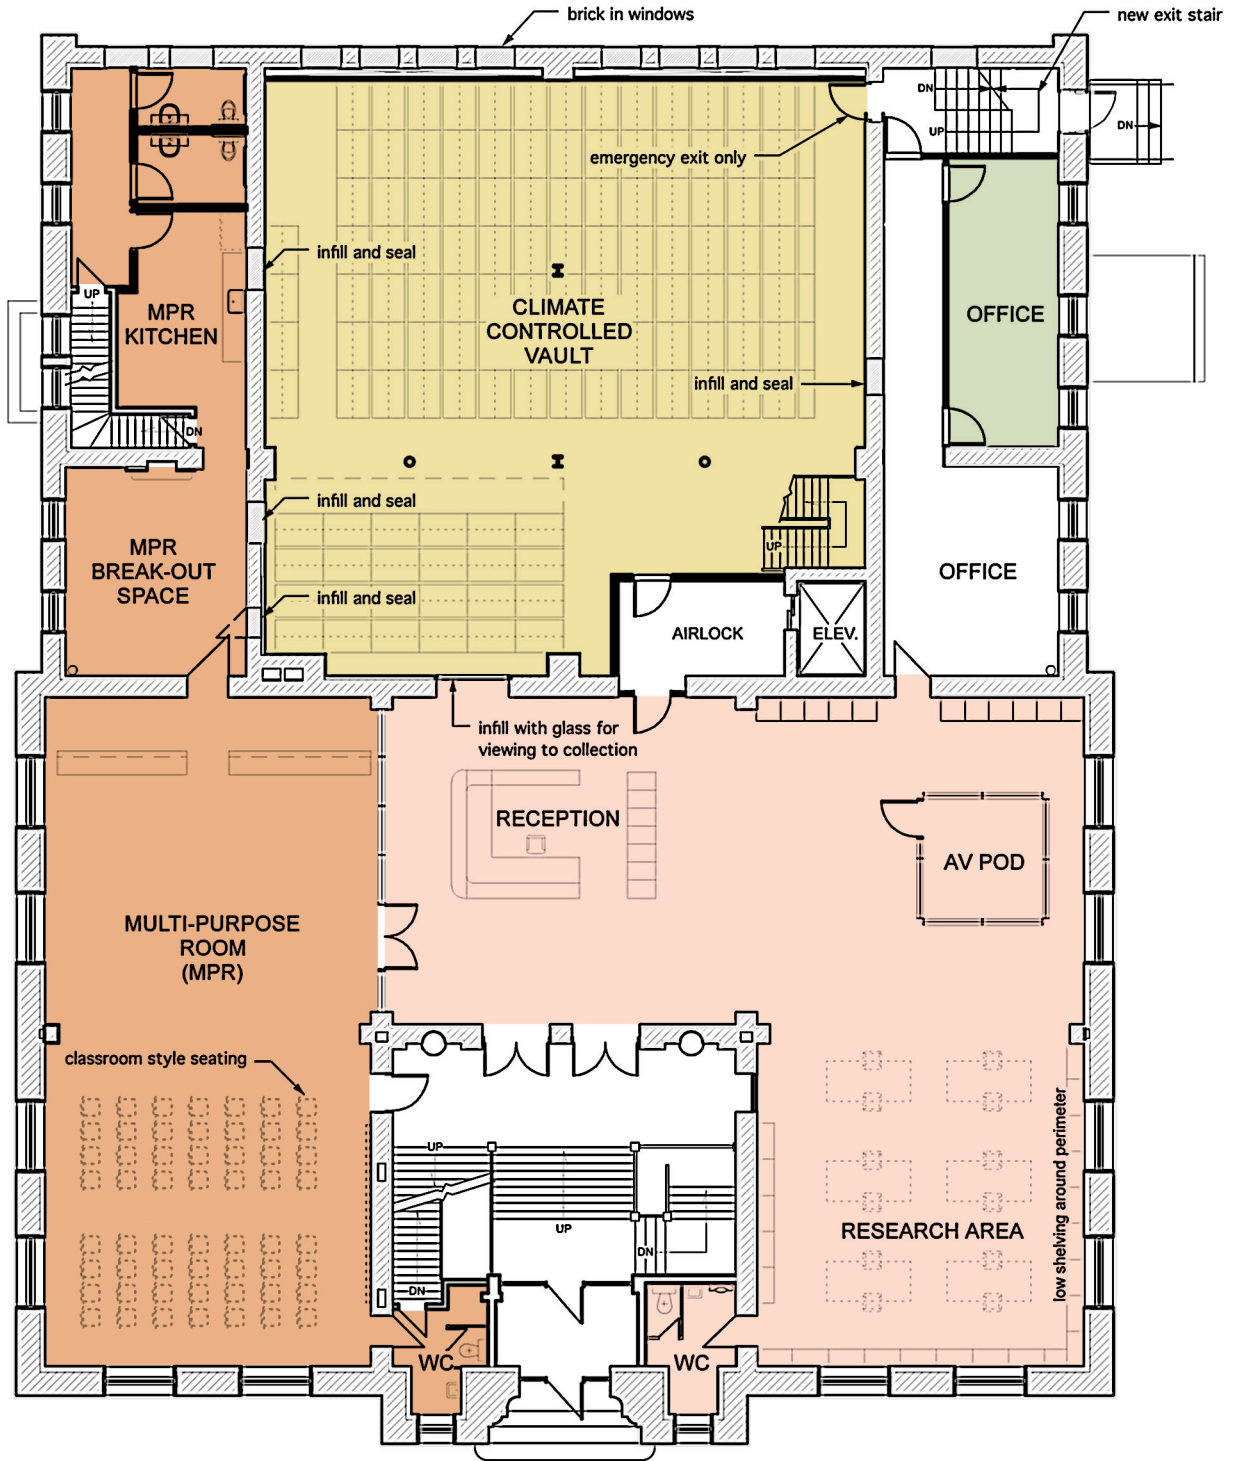 brick in windows
new exit stair
DN
UP
DN
emergency exit only
infill and seal
UP
MPR
KITCHEN
CLIMATE
CONTROLLED
VAULT
OFFICE
infill and seal
DN
infill and seal
MPR
BREAK-OUT
SPACE
UP
OFFICE
infill and seal
AIRLOCK
ELEV.
infill with glass for
viewing to collection
RECEPTION
AV POD
MULTI-PURPOSE
ROOM
(MPR)
classroom style seating
low shelving around perimeter
UP
UP
RESEARCH AREA
DN
DN
WC
WC